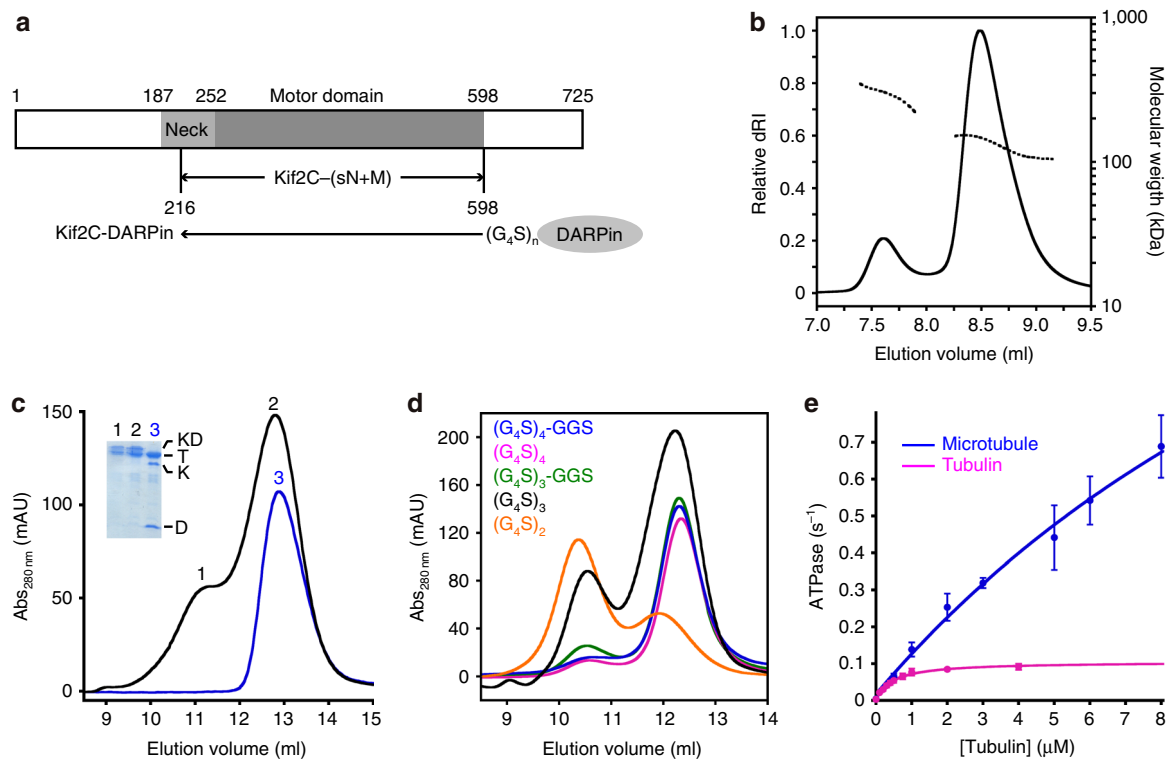 a
1 187 252 Motor domain 598 725
Neck
Kif2C–(sN+M)
216 598
Kif2C-DARPin (G4S)n DARPin
b
1.0
0.8
0.6
0.4
0.2
0
Relative dRI
1,000
100
10
Molecular weigth (kDa)
7.0 7.5 8.0 8.5 9.0 9.5
Elution volume (ml)
c
150
100
50
0
Abs280 nm (mAU)
1 2 3
KD
T
K
D
1
2
3
9 10 11 12 13 14 15
Elution volume (ml)
d
200
160
120
80
40
0
Abs280 nm (mAU)
(G4S)4-GGS
(G4S)4
(G4S)3-GGS
(G4S)3
(G4S)2
9 10 11 12 13 14
Elution volume (ml)
e
0.7
0.6
0.5
0.4
0.3
0.2
0.1
0
ATPase (s−1)
Microtubule
Tubulin
0 1 2 3 4 5 6 7 8
[Tubulin] (μM)